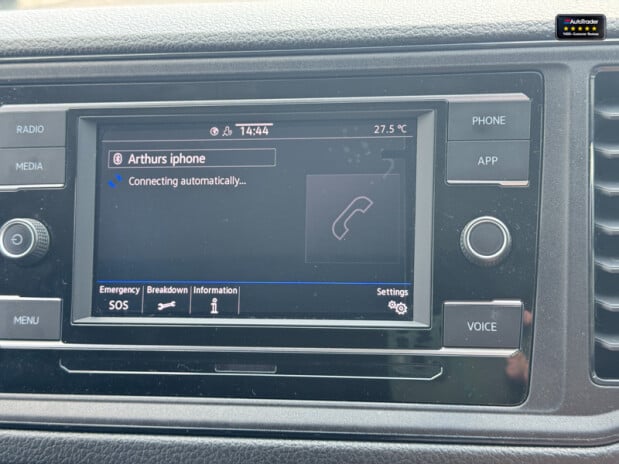 AutoTrader
RADIO
MEDIA
MENU
14:44
27.5 °C
Arthurs iphone
Connecting automatically...
Emergency
SOS
Breakdown
Information
i
Settings
PHONE
APP
VOICE